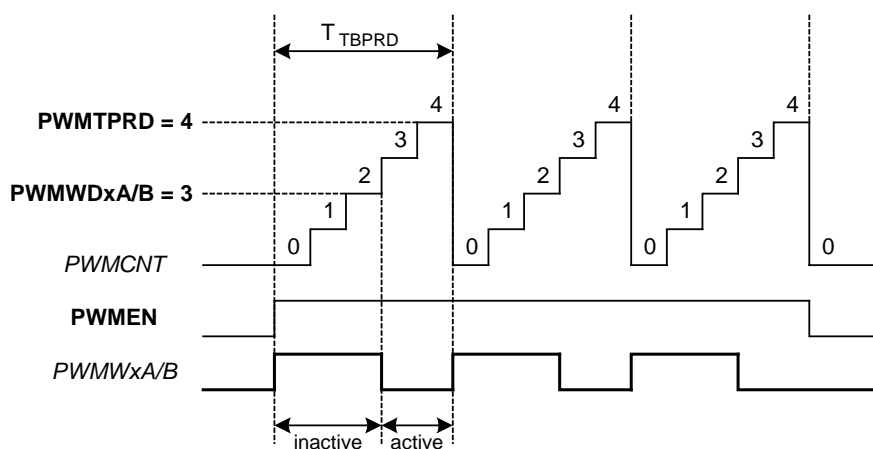 T TBPRD
4 4 4
PWMTPRD = 4
3 3 3
2 2 2
PWMWDxA/B = 3
1 1 1
0 0 0 0
PWMCNT
PWMEN
PWMWxA/B
inactive active